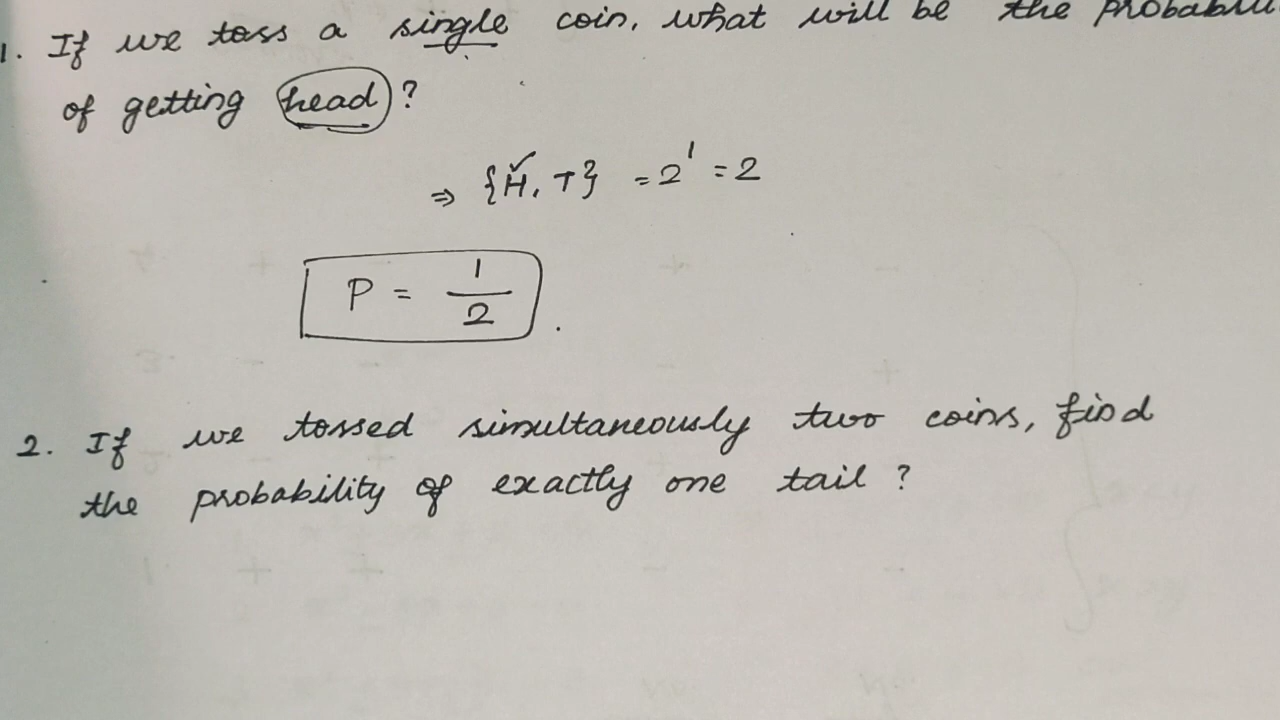 1. If we toss a single coin, what will be the
of getting head ?
⇒ {H, T} = 2¹ = 2
P = 1/2 .
2. If we tossed simultaneously two coins, find
the probability of exactly one tail ?